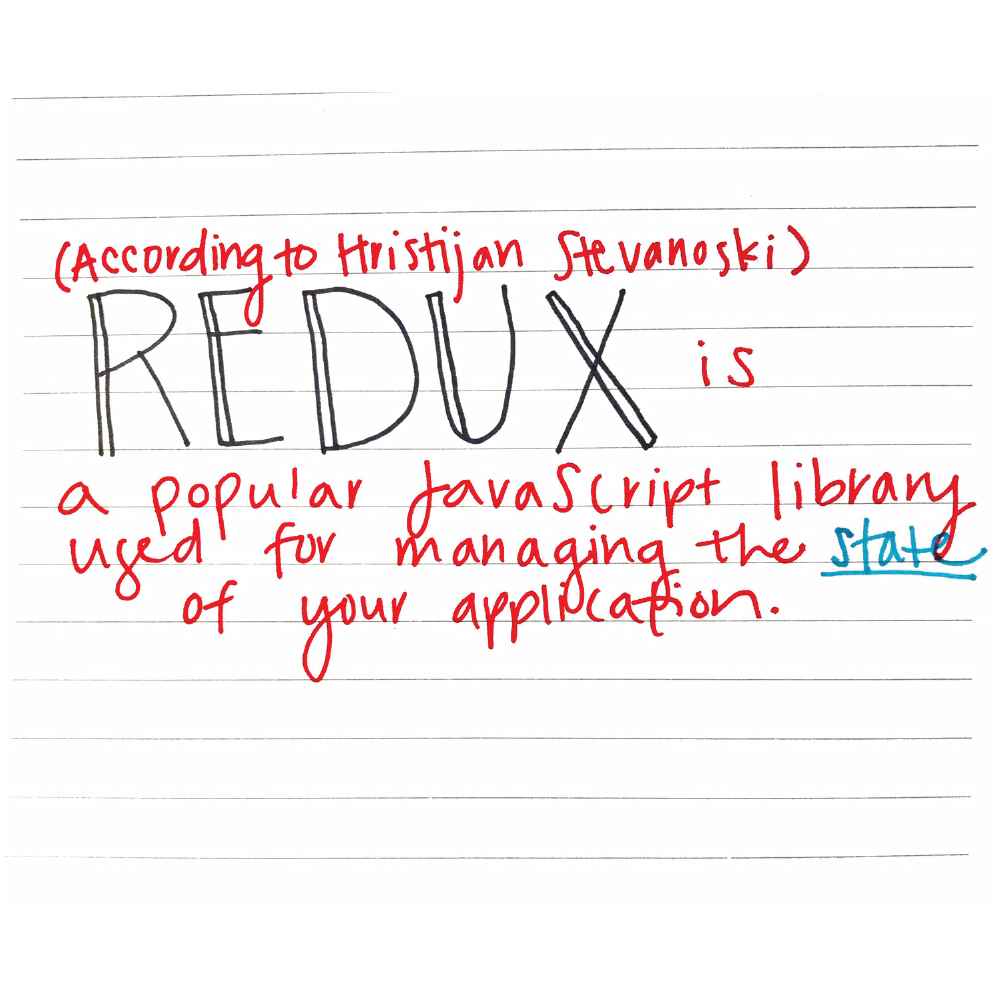 (According to Hristijan Stevanoski)
REDUX is
a popular JavaScript library
used for managing the state
of your application.